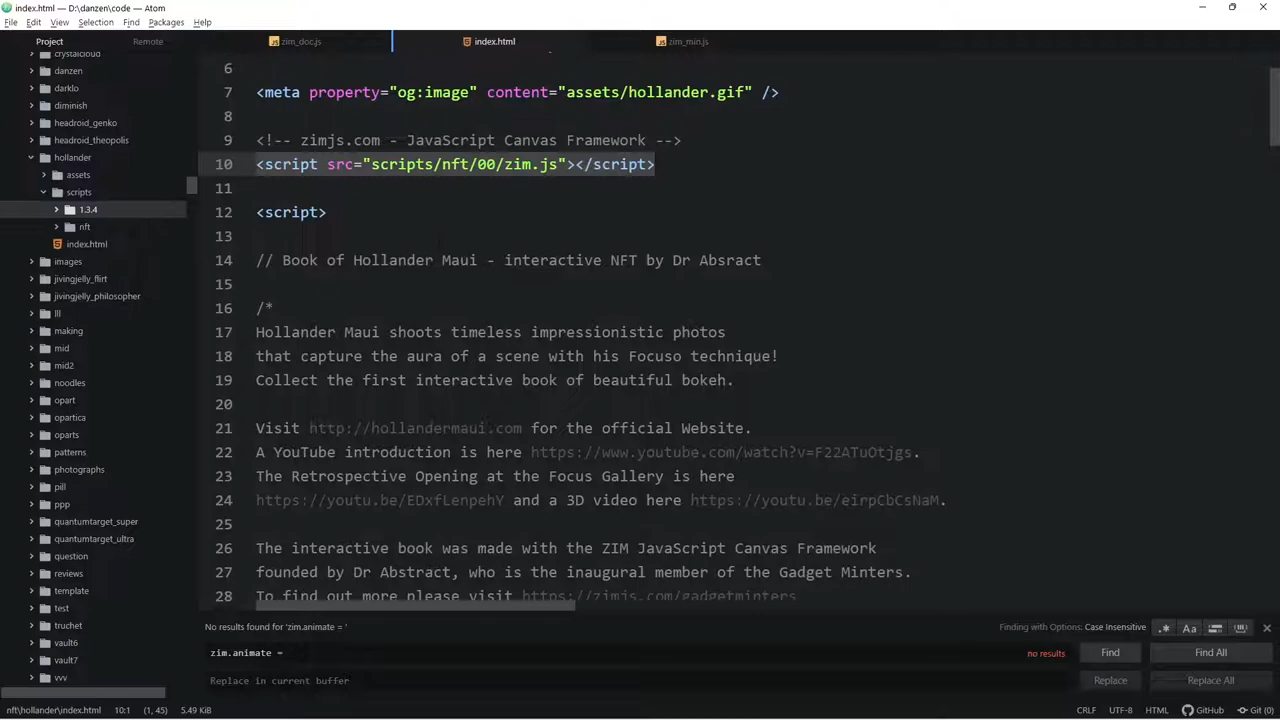 index.html — D:\danzen\code — Atom
File Edit View Selection Find Packages Help
Project Remote
zim_doc.js index.html zim_min.js
crystalcloud
danzen
darklo
diminish
headroid_genko
headroid_theopolis
hollander
assets
scripts
1.3.4
nft
index.html
images
jivingjelly_flirt
jivingjelly_philosopher
lll
making
mid
mid2
noodles
opart
opartica
oparts
patterns
photographs
pill
ppp
quantumtarget_super
quantumtarget_ultra
question
reviews
template
test
truchet
vault6
vault7
vvv
6
7 <meta property="og:image" content="assets/hollander.gif" />
8
9 <!-- zimjs.com - JavaScript Canvas Framework -->
10 <script src="scripts/nft/00/zim.js"></script>
11
12 <script>
13
14 // Book of Hollander Maui - interactive NFT by Dr Absract
15
16 /*
17 Hollander Maui shoots timeless impressionistic photos
18 that capture the aura of a scene with his Focuso technique!
19 Collect the first interactive book of beautiful bokeh.
20
21 Visit http://hollandermaui.com for the official Website.
22 A YouTube introduction is here https://www.youtube.com/watch?v=F22ATuOtjgs.
23 The Retrospective Opening at the Focus Gallery is here
24 https://youtu.be/EDxfLenpehY and a 3D video here https://youtu.be/eirpCbCsNaM.
25
26 The interactive book was made with the ZIM JavaScript Canvas Framework
27 founded by Dr Abstract, who is the inaugural member of the Gadget Minters.
28 To find out more please visit https://zimjs.com/gadgetminters
No results found for 'zim.animate = ' Finding with Options: Case Insensitive .* Aa
zim.animate = no results Find Find All
Replace in current buffer Replace Replace All
nft\hollander\index.html 10:1 (1, 45) 5.49 KiB CRLF UTF-8 HTML GitHub Git (0)